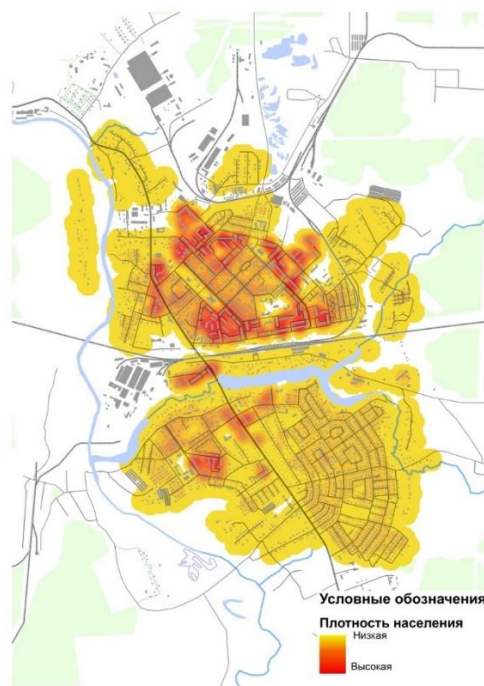 Условные обозначения
Плотность населения
Низкая
Высокая